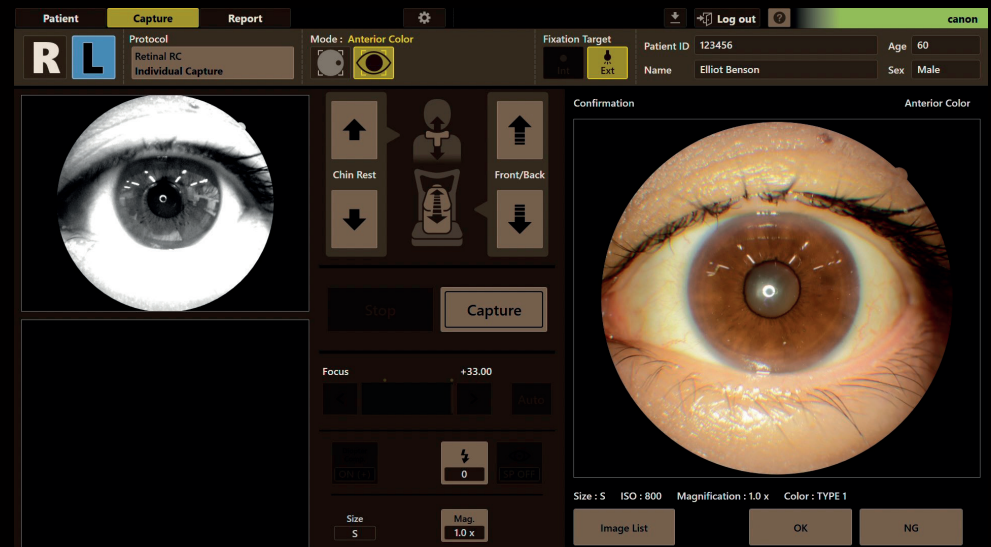 Patient
Capture
Report
Log out
?
canon
R
L
Protocol
Retinal RC
Individual Capture
Mode : Anterior Color
Fixation Target
Int
Ext
Patient ID
123456
Age
60
Name
Elliot Benson
Sex
Male
Chin Rest
Front/Back
Stop
Capture
Focus
+33.00
Auto
0
SP OFF
Size
S
Mag.
1.0 x
Confirmation
Anterior Color
Size : S ISO : 800 Magnification : 1.0 x Color : TYPE 1
Image List
OK
NG